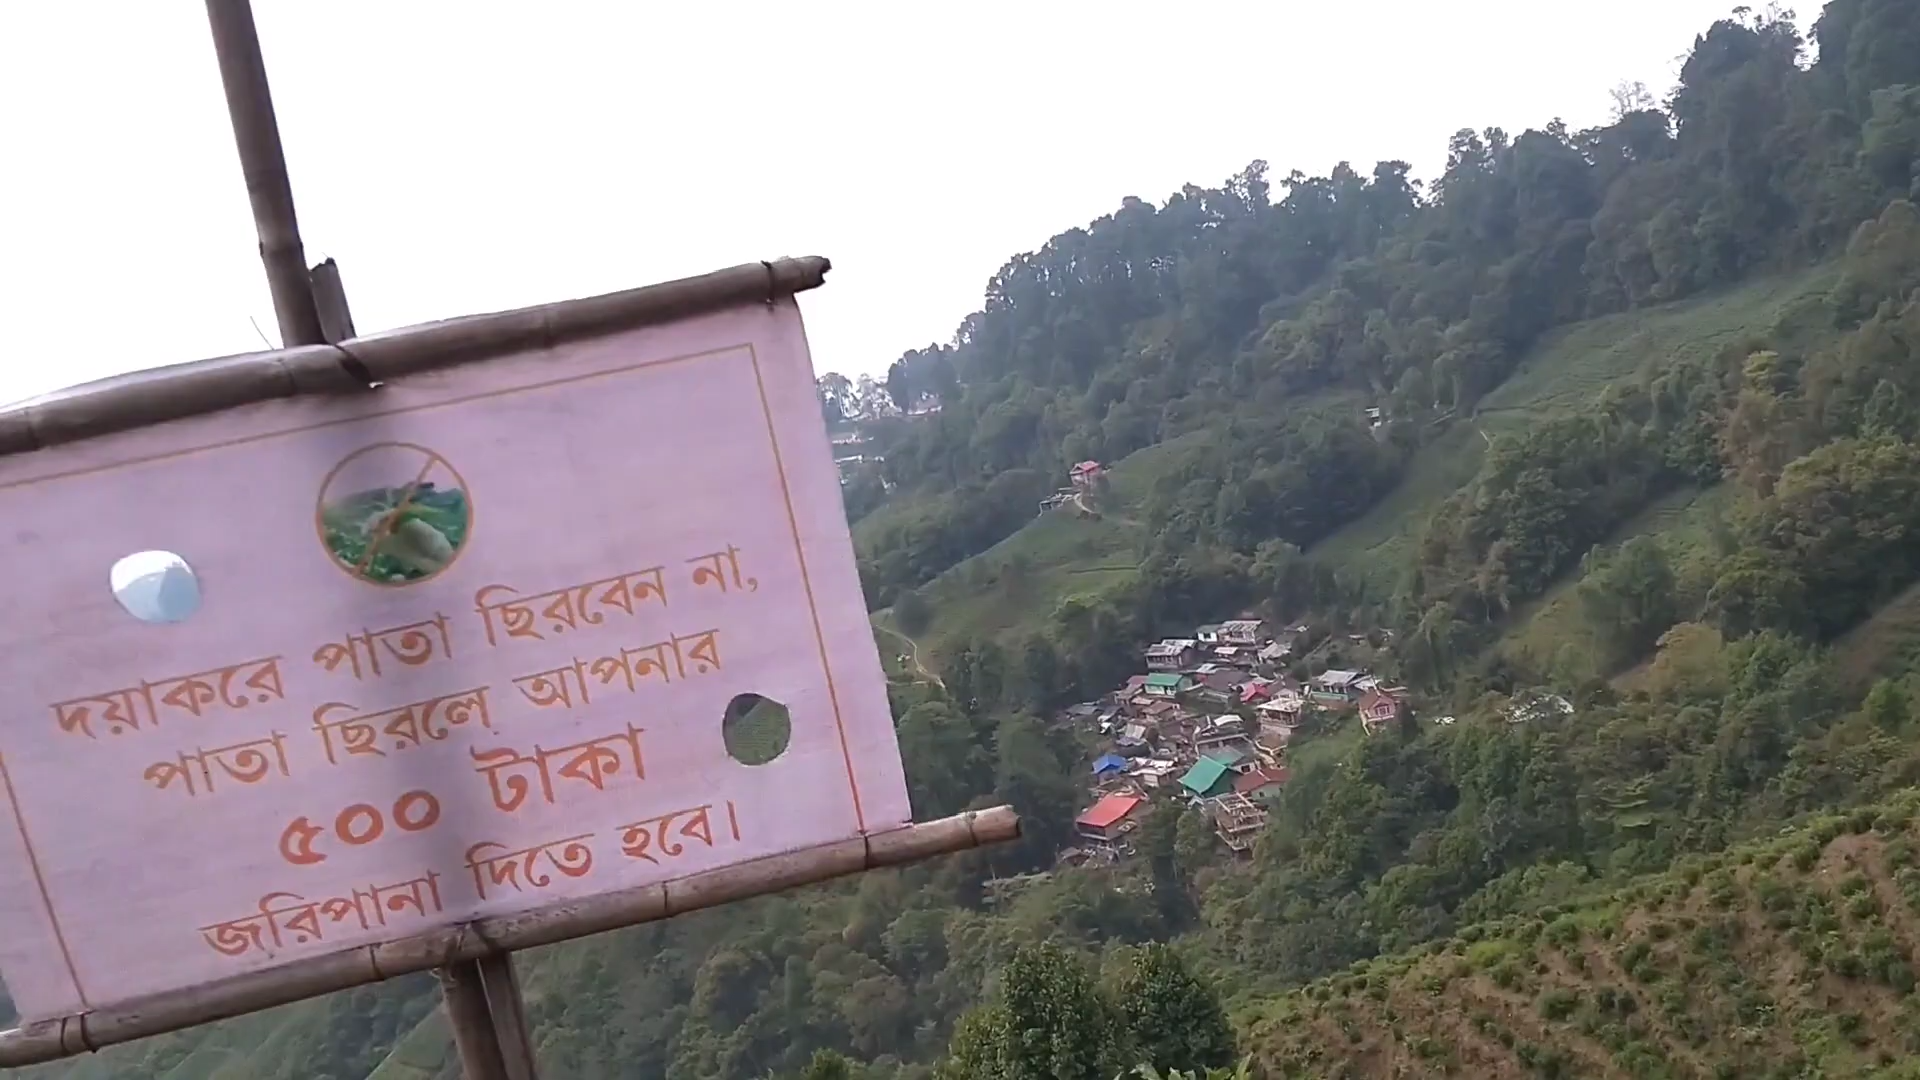 দয়াকরে পাতা ছিরবেন না,
পাতা ছিরলে আপনার
৫০০ টাকা
জরিপানা দিতে হবে।